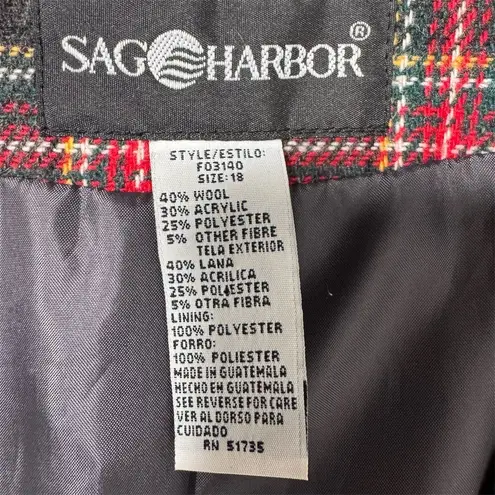 SAG HARBOR®
STYLE/ESTILO:
F03140
SIZE: 18
40% WOOL
30% ACRYLIC
25% POLYESTER
5% OTHER FIBRE
TELA EXTERIOR
40% LANA
30% ACRILICA
25% POLIESTER
5% OTRA FIBRA
LINING:
100% POLYESTER
FORRO:
100% POLIESTER
MADE IN GUATEMALA
HECHO EN GUATEMALA
SEE REVERSE FOR CARE
VER AL DORSO PARA
CUIDADO
RN 51735